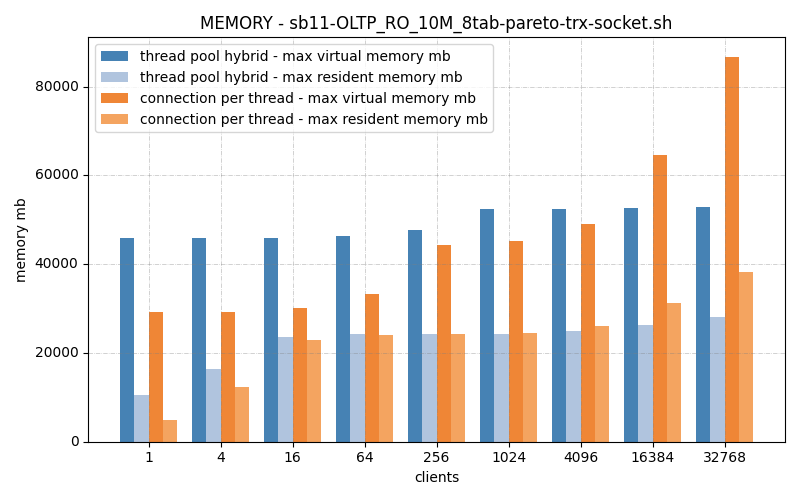 MEMORY - sb11-OLTP_RO_10M_8tab-pareto-trx-socket.sh
thread pool hybrid - max virtual memory mb
thread pool hybrid - max resident memory mb
connection per thread - max virtual memory mb
connection per thread - max resident memory mb
memory mb
80000
60000
40000
20000
0
1 4 16 64 256 1024 4096 16384 32768
clients